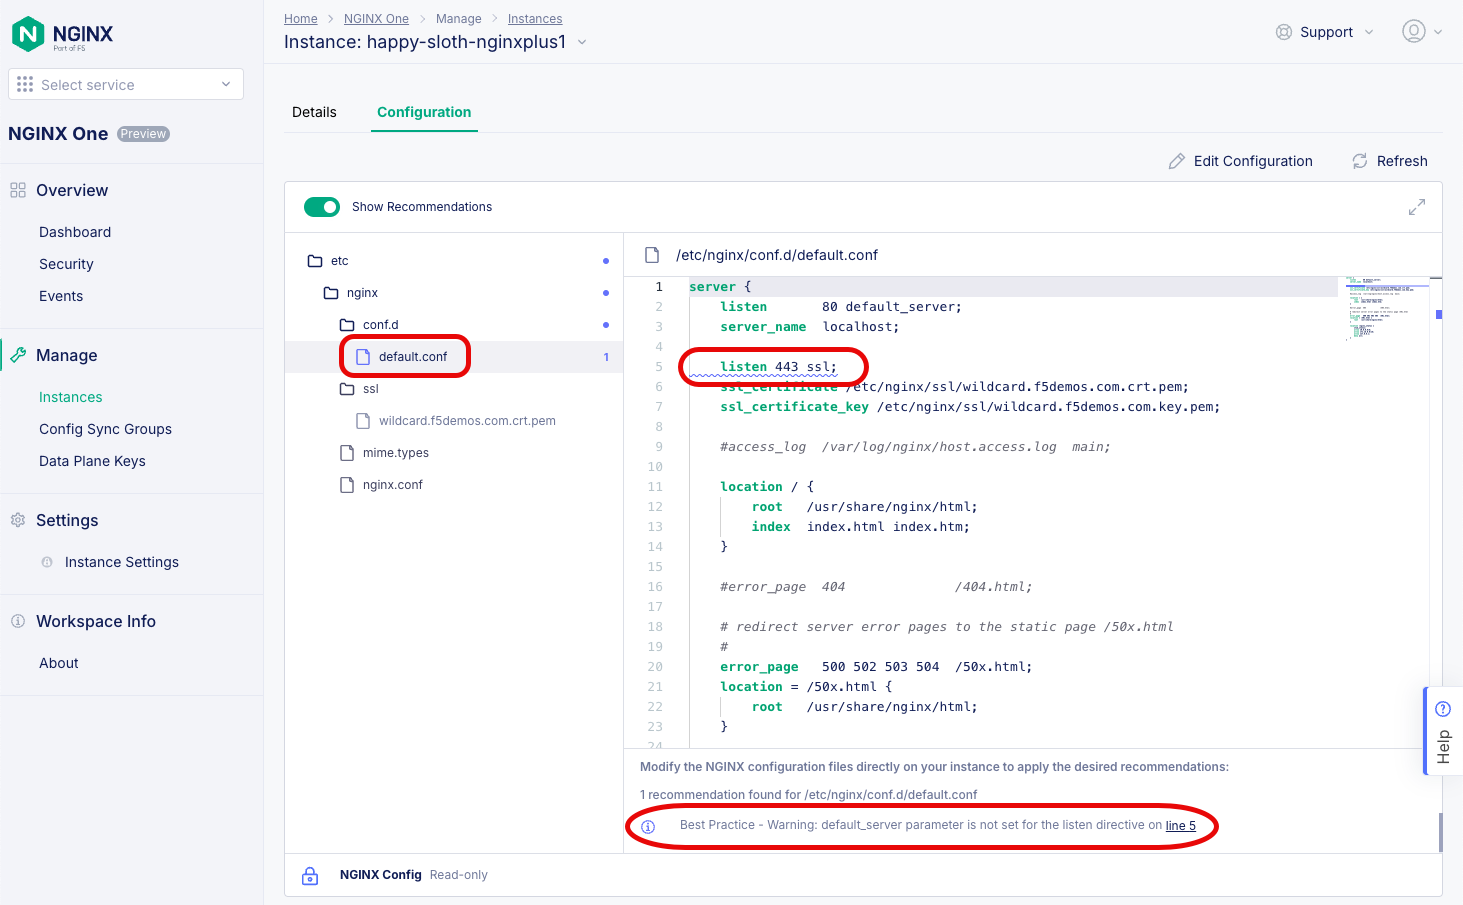 NGINX
Part of F5
Select service
NGINX One Preview
Overview
Dashboard
Security
Events
Manage
Instances
Config Sync Groups
Data Plane Keys
Settings
Instance Settings
Workspace Info
About
Home > NGINX One > Manage > Instances
Instance: happy-sloth-nginxplus1
Support
Details
Configuration
Edit Configuration
Refresh
Show Recommendations
etc
nginx
conf.d
default.conf 1
ssl
wildcard.f5demos.com.crt.pem
mime.types
nginx.conf
/etc/nginx/conf.d/default.conf
1 server {
2     listen       80 default_server;
3     server_name  localhost;
4
5     listen 443 ssl;
6     ssl_certificate /etc/nginx/ssl/wildcard.f5demos.com.crt.pem;
7     ssl_certificate_key /etc/nginx/ssl/wildcard.f5demos.com.key.pem;
8
9     #access_log  /var/log/nginx/host.access.log  main;
10
11     location / {
12         root   /usr/share/nginx/html;
13         index  index.html index.htm;
14     }
15
16     #error_page  404              /404.html;
17
18     # redirect server error pages to the static page /50x.html
19     #
20     error_page   500 502 503 504  /50x.html;
21     location = /50x.html {
22         root   /usr/share/nginx/html;
23     }
24
Modify the NGINX configuration files directly on your instance to apply the desired recommendations:
1 recommendation found for /etc/nginx/conf.d/default.conf
Best Practice - Warning: default_server parameter is not set for the listen directive on line 5
NGINX Config Read-only
Help